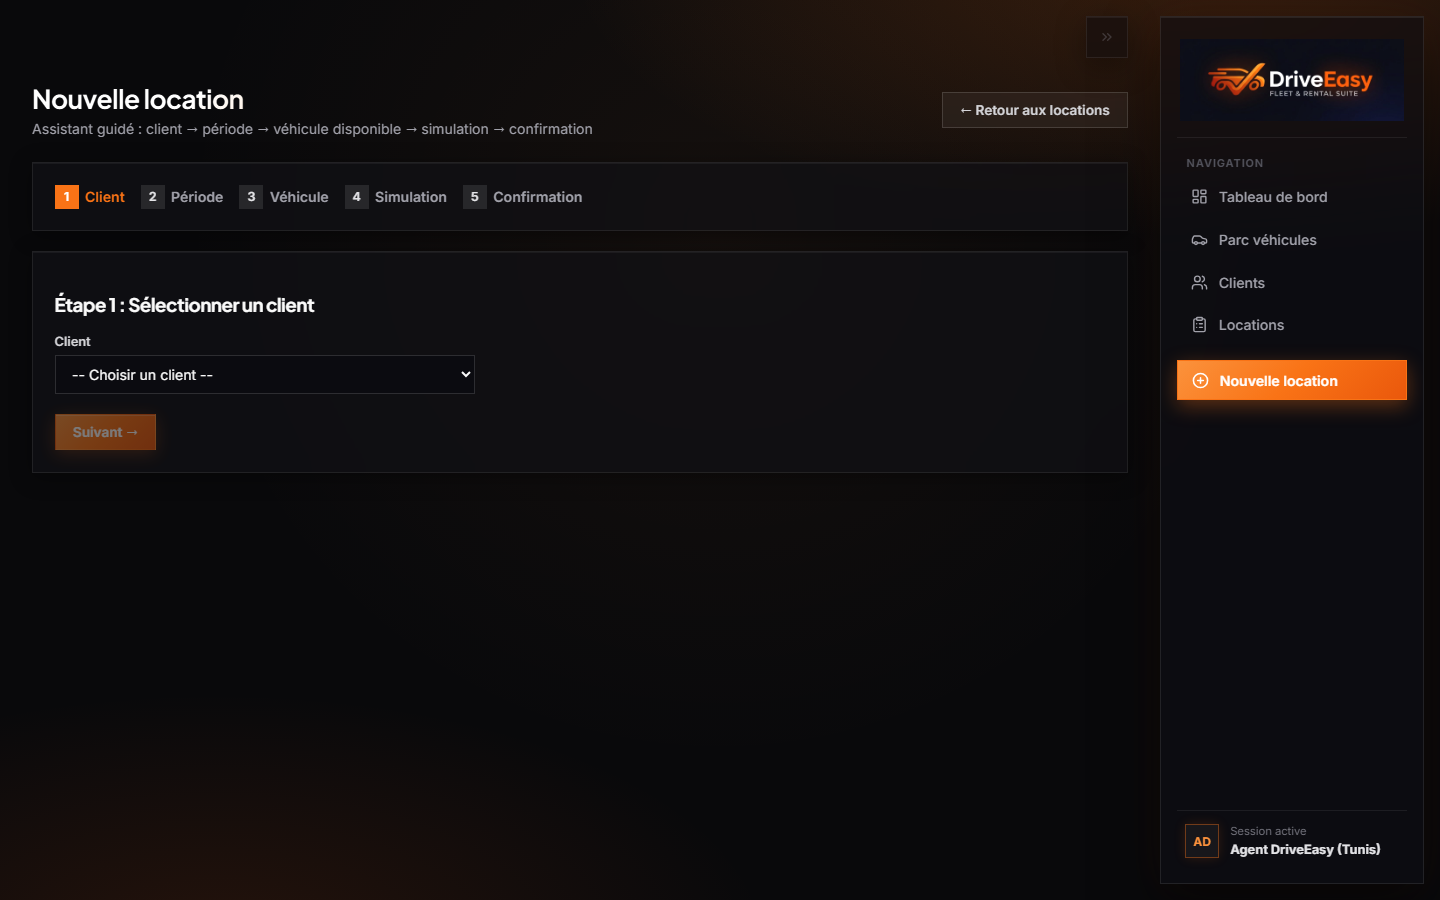 »
Nouvelle location
Assistant guidé : client → période → véhicule disponible → simulation → confirmation
← Retour aux locations
1 Client 2 Période 3 Véhicule 4 Simulation 5 Confirmation
Étape 1 : Sélectionner un client
Client
-- Choisir un client --
Suivant →
DriveEasy
FLEET & RENTAL SUITE
NAVIGATION
Tableau de bord
Parc véhicules
Clients
Locations
Nouvelle location
AD
Session active
Agent DriveEasy (Tunis)